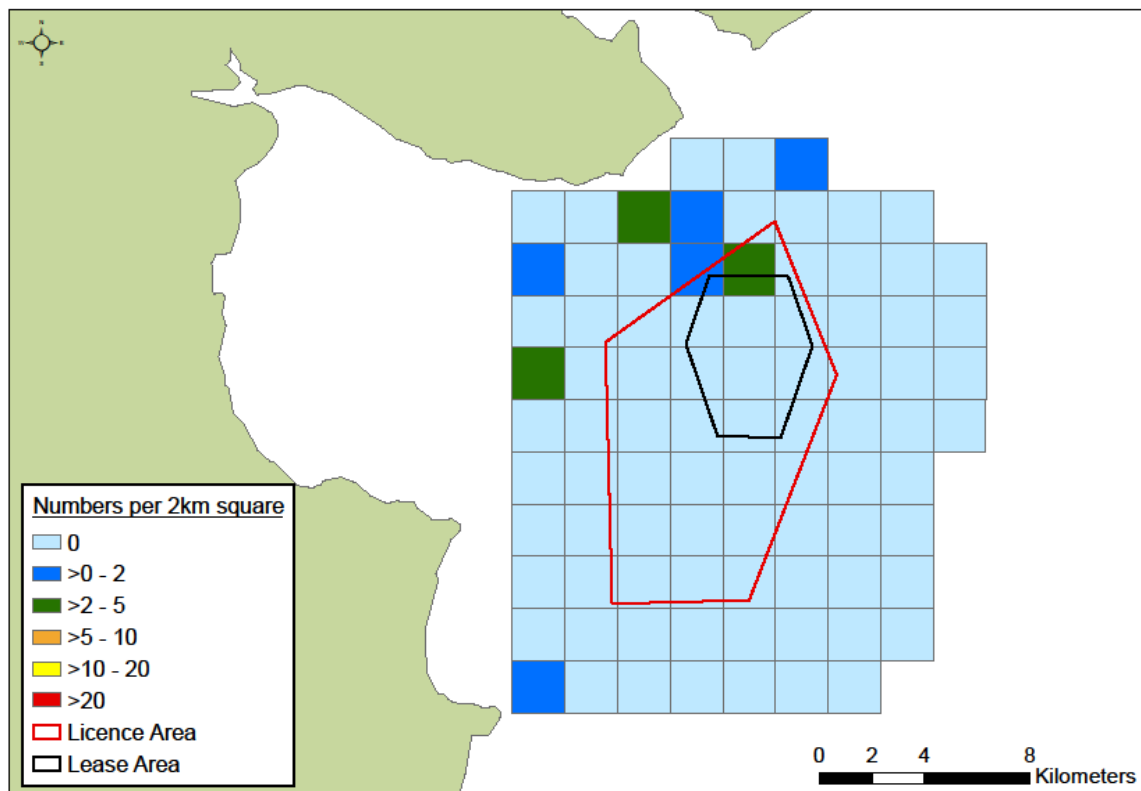 N
E
S
Numbers per 2km square
0
>0 - 2
>2 - 5
>5 - 10
>10 - 20
>20
Licence Area
Lease Area
0 2 4 8
Kilometers